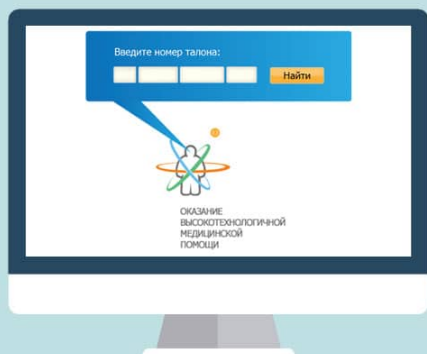 Введите номер талона:
Найти
ОКАЗАНИЕ
ВЫСОКОТЕХНОЛОГИЧНОЙ
МЕДИЦИНСКОЙ
ПОМОЩИ